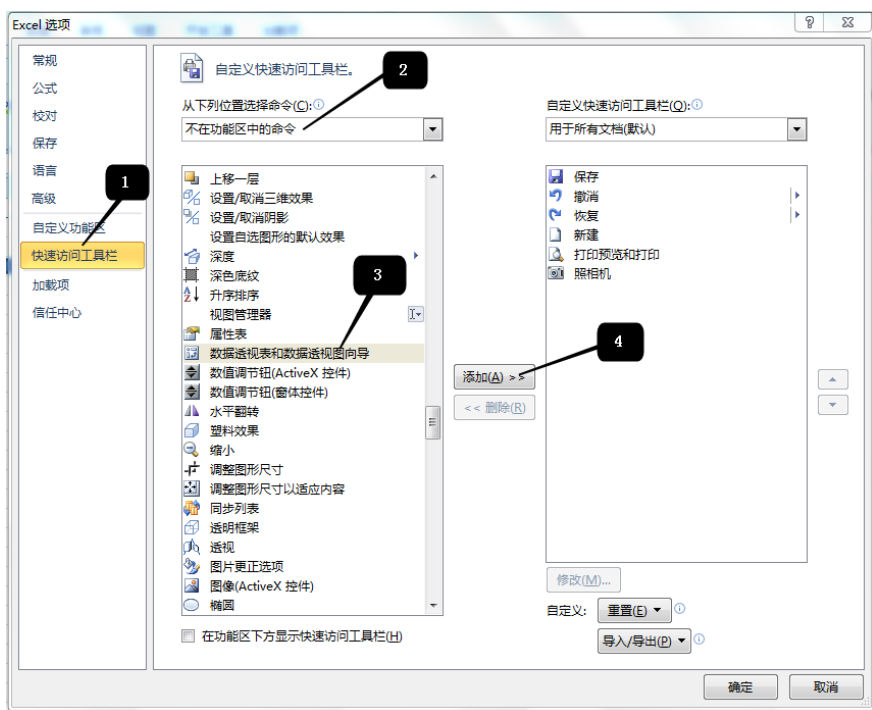 Excel 选项
常规
公式
校对
保存
语言
高级
自定义功能区
快速访问工具栏
加载项
信任中心
1
自定义快速访问工具栏。
2
从下列位置选择命令(C):
不在功能区中的命令
上移一层
设置/取消三维效果
设置/取消阴影
设置自选图形的默认效果
深度
深色底纹
升序排序
视图管理器
属性表
数据透视表和数据透视图向导
数值调节钮(ActiveX 控件)
数值调节钮(窗体控件)
水平翻转
塑料效果
缩小
调整图形尺寸
调整图形尺寸以适应内容
同步列表
透明框架
透视
图片更正选项
图像(ActiveX 控件)
椭圆
3
在功能区下方显示快速访问工具栏(H)
4
添加(A) >>
<< 删除(R)
自定义快速访问工具栏(Q):
用于所有文档(默认)
保存
撤消
恢复
新建
打印预览和打印
照相机
修改(M)...
自定义: 重置(E)
导入/导出(P)
确定 取消